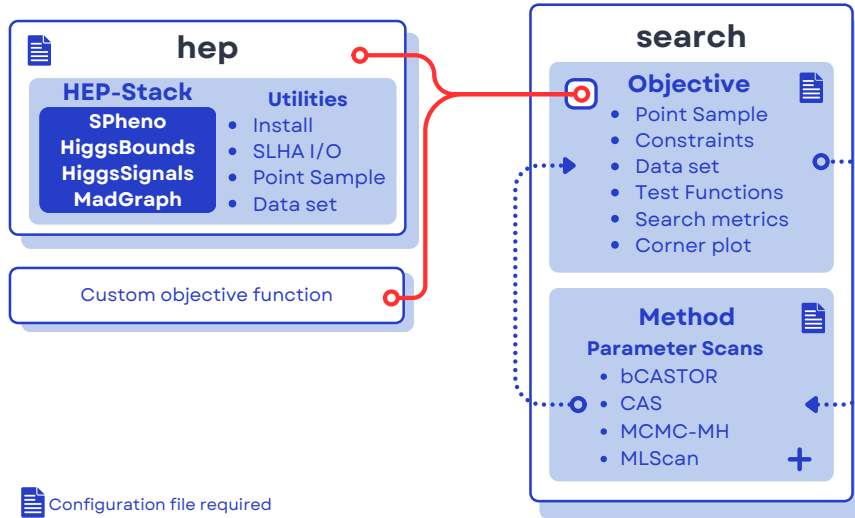 hep
HEP-Stack
SPheno
HiggsBounds
HiggsSignals
MadGraph
Utilities
• Install
• SLHA I/O
• Point Sample
• Data set
Custom objective function
search
Objective
• Point Sample
• Constraints
• Data set
• Test Functions
• Search metrics
• Corner plot
Method
Parameter Scans
• bCASTOR
• CAS
• MCMC-MH
• MLScan
Configuration file required